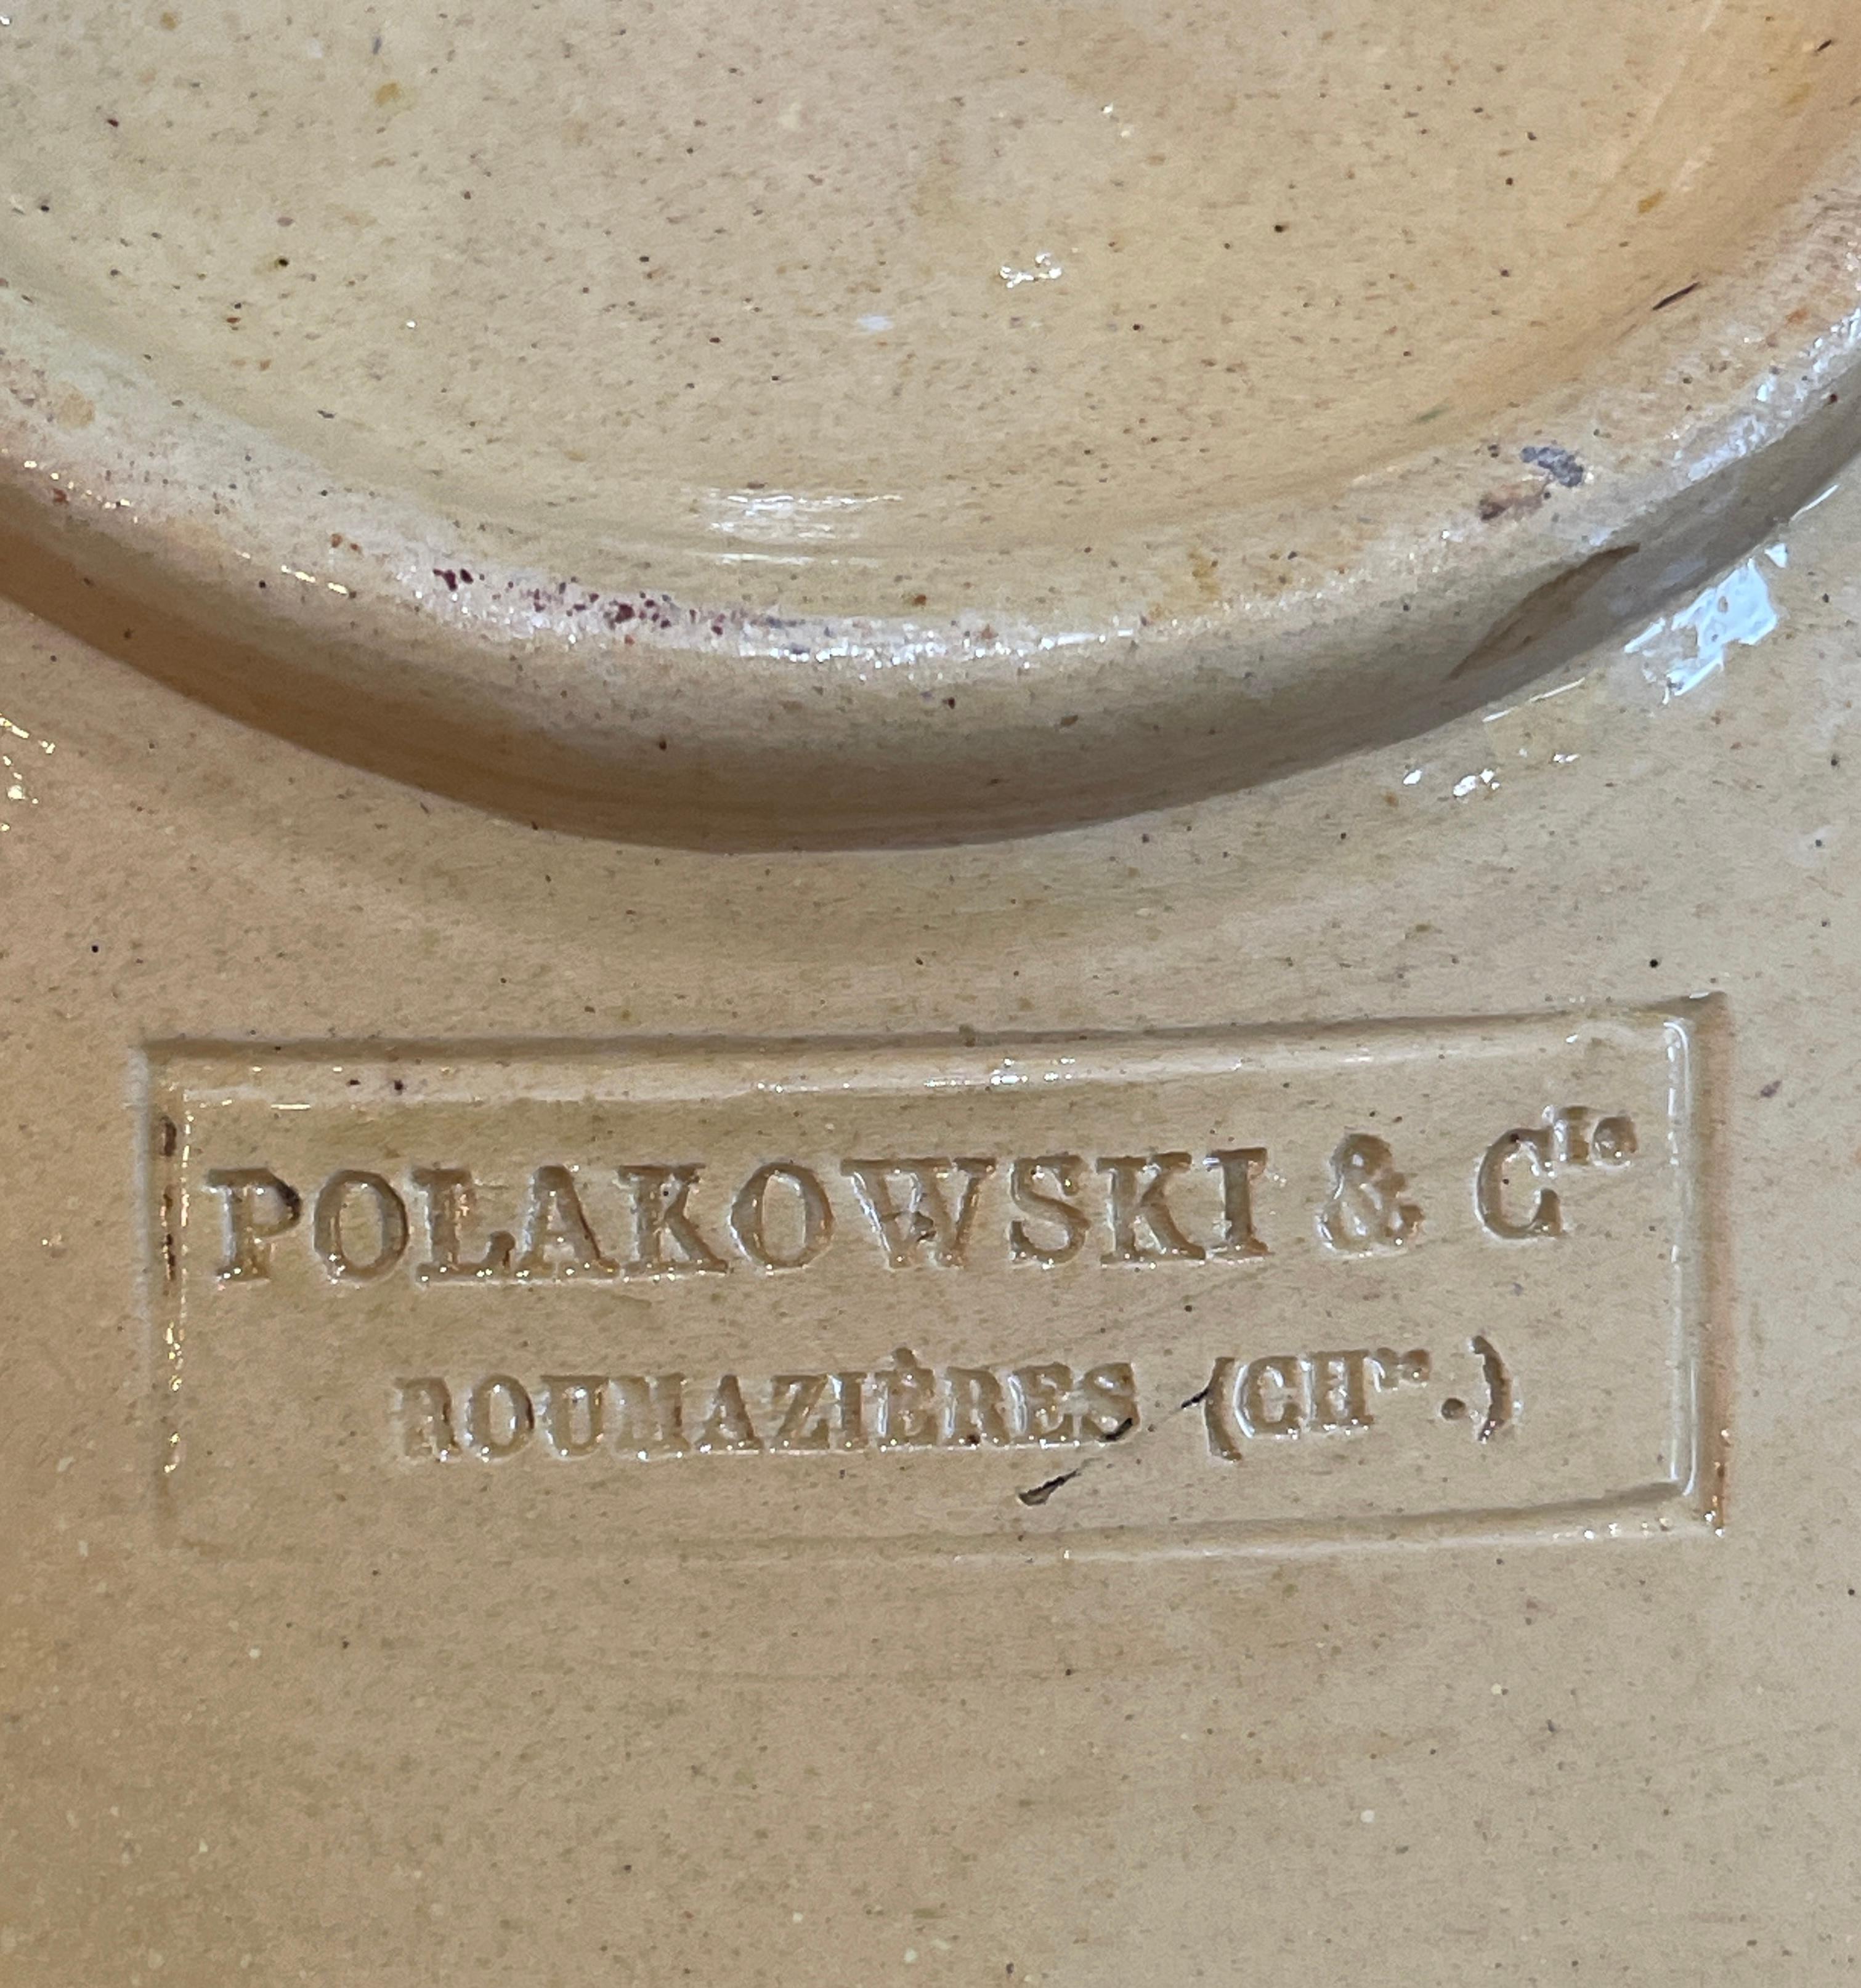 POLAKOWSKI & Cie
ROUMAZIÈRES (CHte.)